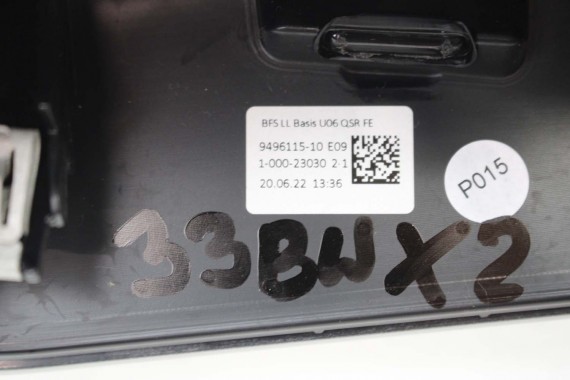 BFS LL Basis U06 QSR FE
9496115-10 E09
1-000-23030 2.1
20.06.22 13:36
P015
33BWX2